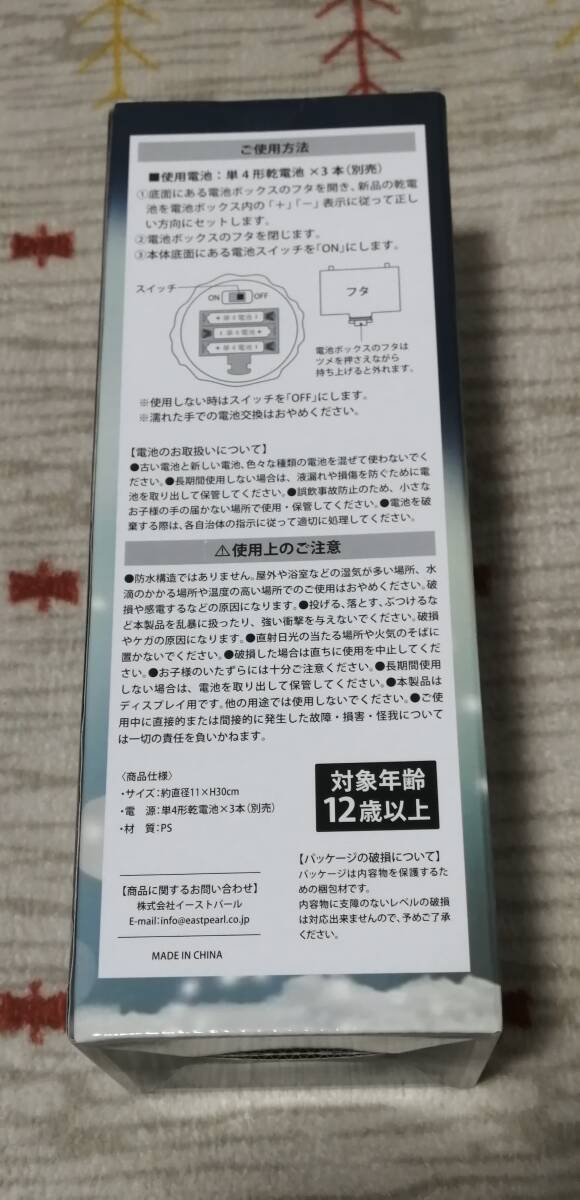 ご使用方法
■使用電池：単４形乾電池×3本(別売)
①底面にある電池ボックスのフタを開き、新品の乾電
池を電池ボックス内の「＋」「－」表示に従って正し
い方向にセットします。
②電池ボックスのフタを閉じます。
③本体底面にある電池スイッチを「ON」にします。
スイッチ
ON
OFF
＋単4電池－
－単4電池＋
＋単4電池－
フタ
電池ボックスのフタは
ツメを押さえながら
持ち上げると外れます。
※使用しない時はスイッチを「OFF」にします。
※濡れた手での電池交換はおやめください。
【電池のお取扱いについて】
●古い電池と新しい電池、色々な種類の電池を混ぜて使わないでく
ださい。●長期間使用しない場合は、液漏れや損傷を防ぐために電
池を取り出して保管してください。●誤飲事故防止のため、小さな
お子様の手の届かない場所で使用・保管してください。●電池を破
棄する際は、各自治体の指示に従って適切に処理してください。
⚠使用上のご注意
●防水構造ではありません。屋外や浴室などの湿気が多い場所、水
滴のかかる場所や温度の高い場所でのご使用はおやめください。破
損や感電するなどの原因になります。●投げる、落とす、ぶつけるな
ど本製品を乱暴に扱ったり、強い衝撃を与えないでください。破損
やケガの原因になります。●直射日光の当たる場所や火気のそばに
置かないでください。●破損した場合は直ちに使用を中止してくだ
さい。●お子様のいたずらには十分ご注意ください。●長期間使用
しない場合は、電池を取り出して保管してください。●本製品は
ディスプレイ用です。他の用途では使用しないでください。●ご使
用中に直接的または間接的に発生した故障・損害・怪我について
は一切の責任を負いかねます。
〈商品仕様〉
・サイズ：約直径11×H30cm
・電　源：単4形乾電池×3本(別売)
・材　質：PS
対象年齢
12歳以上
【商品に関するお問い合わせ】
株式会社イーストパール
E-mail：info@eastpearl.co.jp
MADE IN CHINA
【パッケージの破損について】
パッケージは内容物を保護するた
めの梱包材です。
内容物に支障のないレベルの破損
は対応出来ませんので、予めご了承
ください。